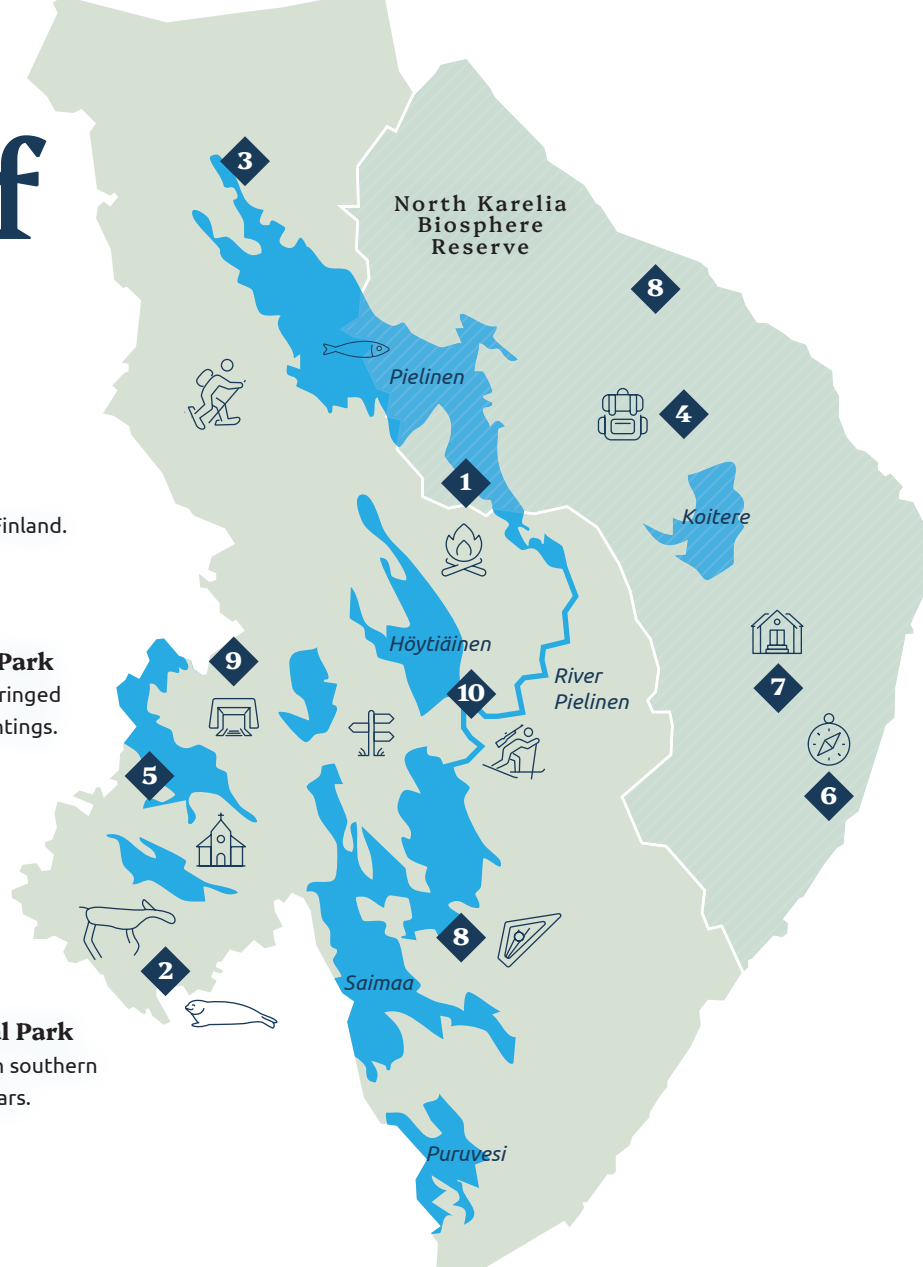 f
3
North Karelia
Biosphere
Reserve
8
Pielinen
4
1
Koitere
Finland.
Höytiäinen
Park
9
10
River
Pielinen
7
ringed
ntings.
5
6
8
2
Saimaa
l Park
n southern
ars.
Puruvesi